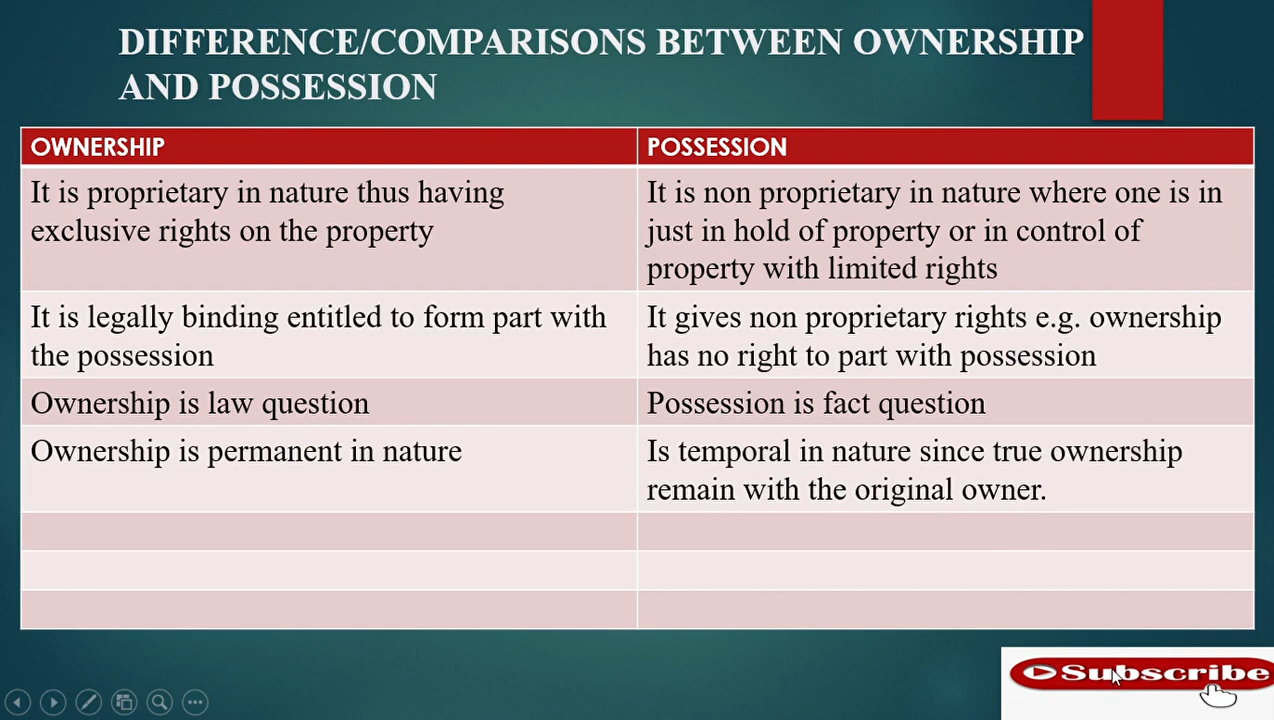 DIFFERENCE/COMPARISONS BETWEEN OWNERSHIP
AND POSSESSION
OWNERSHIP
POSSESSION
It is proprietary in nature thus having
exclusive rights on the property
It is non proprietary in nature where one is in
just in hold of property or in control of
property with limited rights
It is legally binding entitled to form part with
the possession
It gives non proprietary rights e.g. ownership
has no right to part with possession
Ownership is law question
Possession is fact question
Ownership is permanent in nature
Is temporal in nature since true ownership
remain with the original owner.
Subscribe